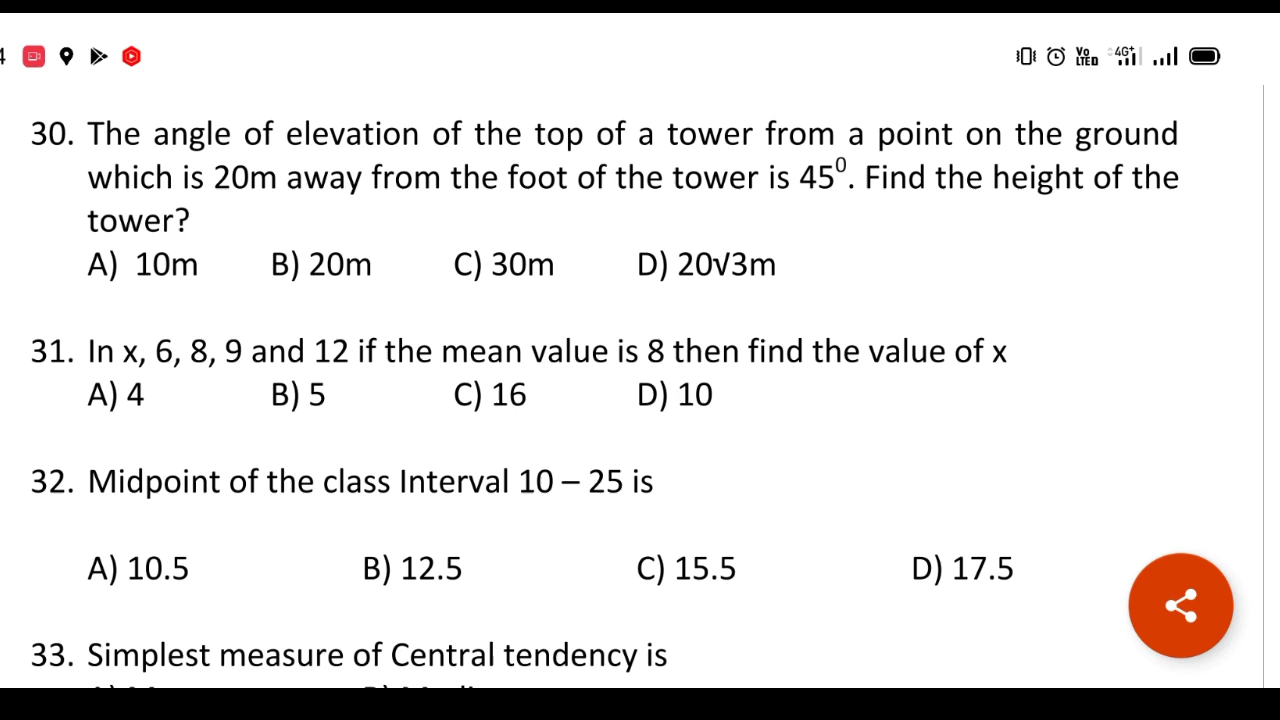 4
Vo LTED 4G+
30. The angle of elevation of the top of a tower from a point on the ground
which is 20m away from the foot of the tower is 45⁰. Find the height of the
tower?
A) 10m B) 20m C) 30m D) 20√3m
31. In x, 6, 8, 9 and 12 if the mean value is 8 then find the value of x
A) 4 B) 5 C) 16 D) 10
32. Midpoint of the class Interval 10 – 25 is
A) 10.5 B) 12.5 C) 15.5 D) 17.5
33. Simplest measure of Central tendency is